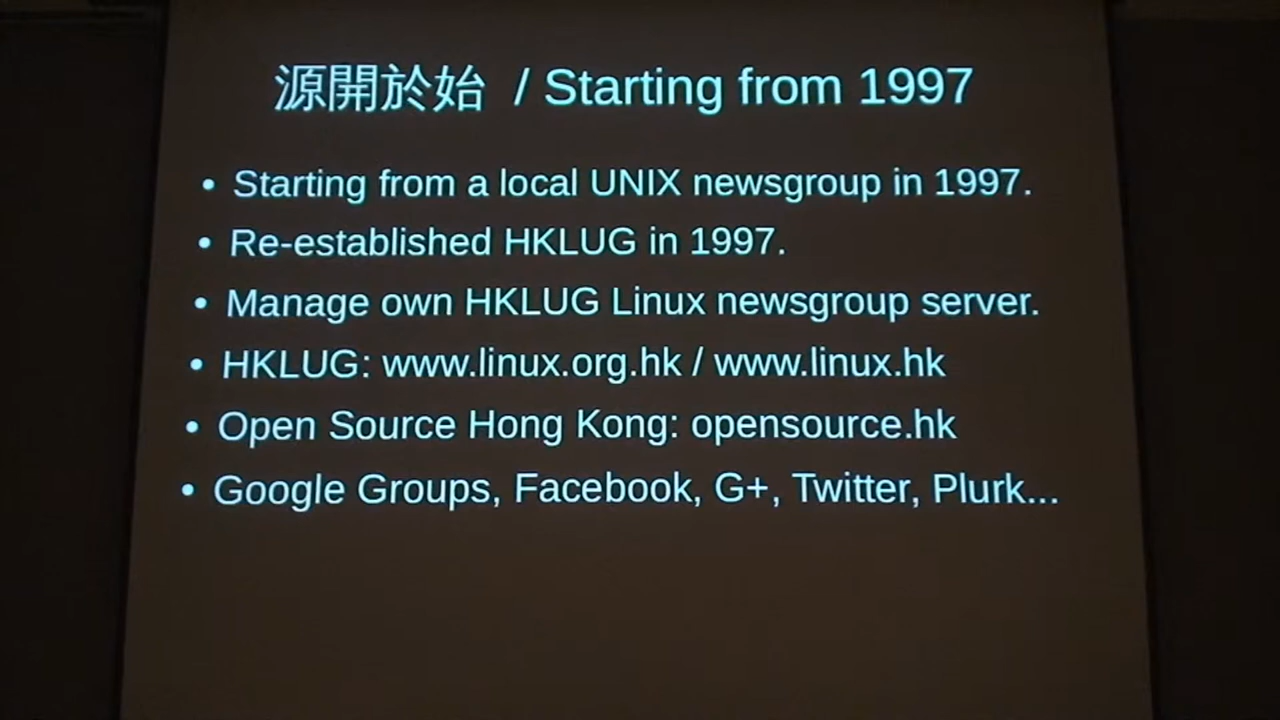 源開於始 / Starting from 1997
• Starting from a local UNIX newsgroup in 1997.
• Re-established HKLUG in 1997.
• Manage own HKLUG Linux newsgroup server.
• HKLUG: www.linux.org.hk / www.linux.hk
• Open Source Hong Kong: opensource.hk
• Google Groups, Facebook, G+, Twitter, Plurk...